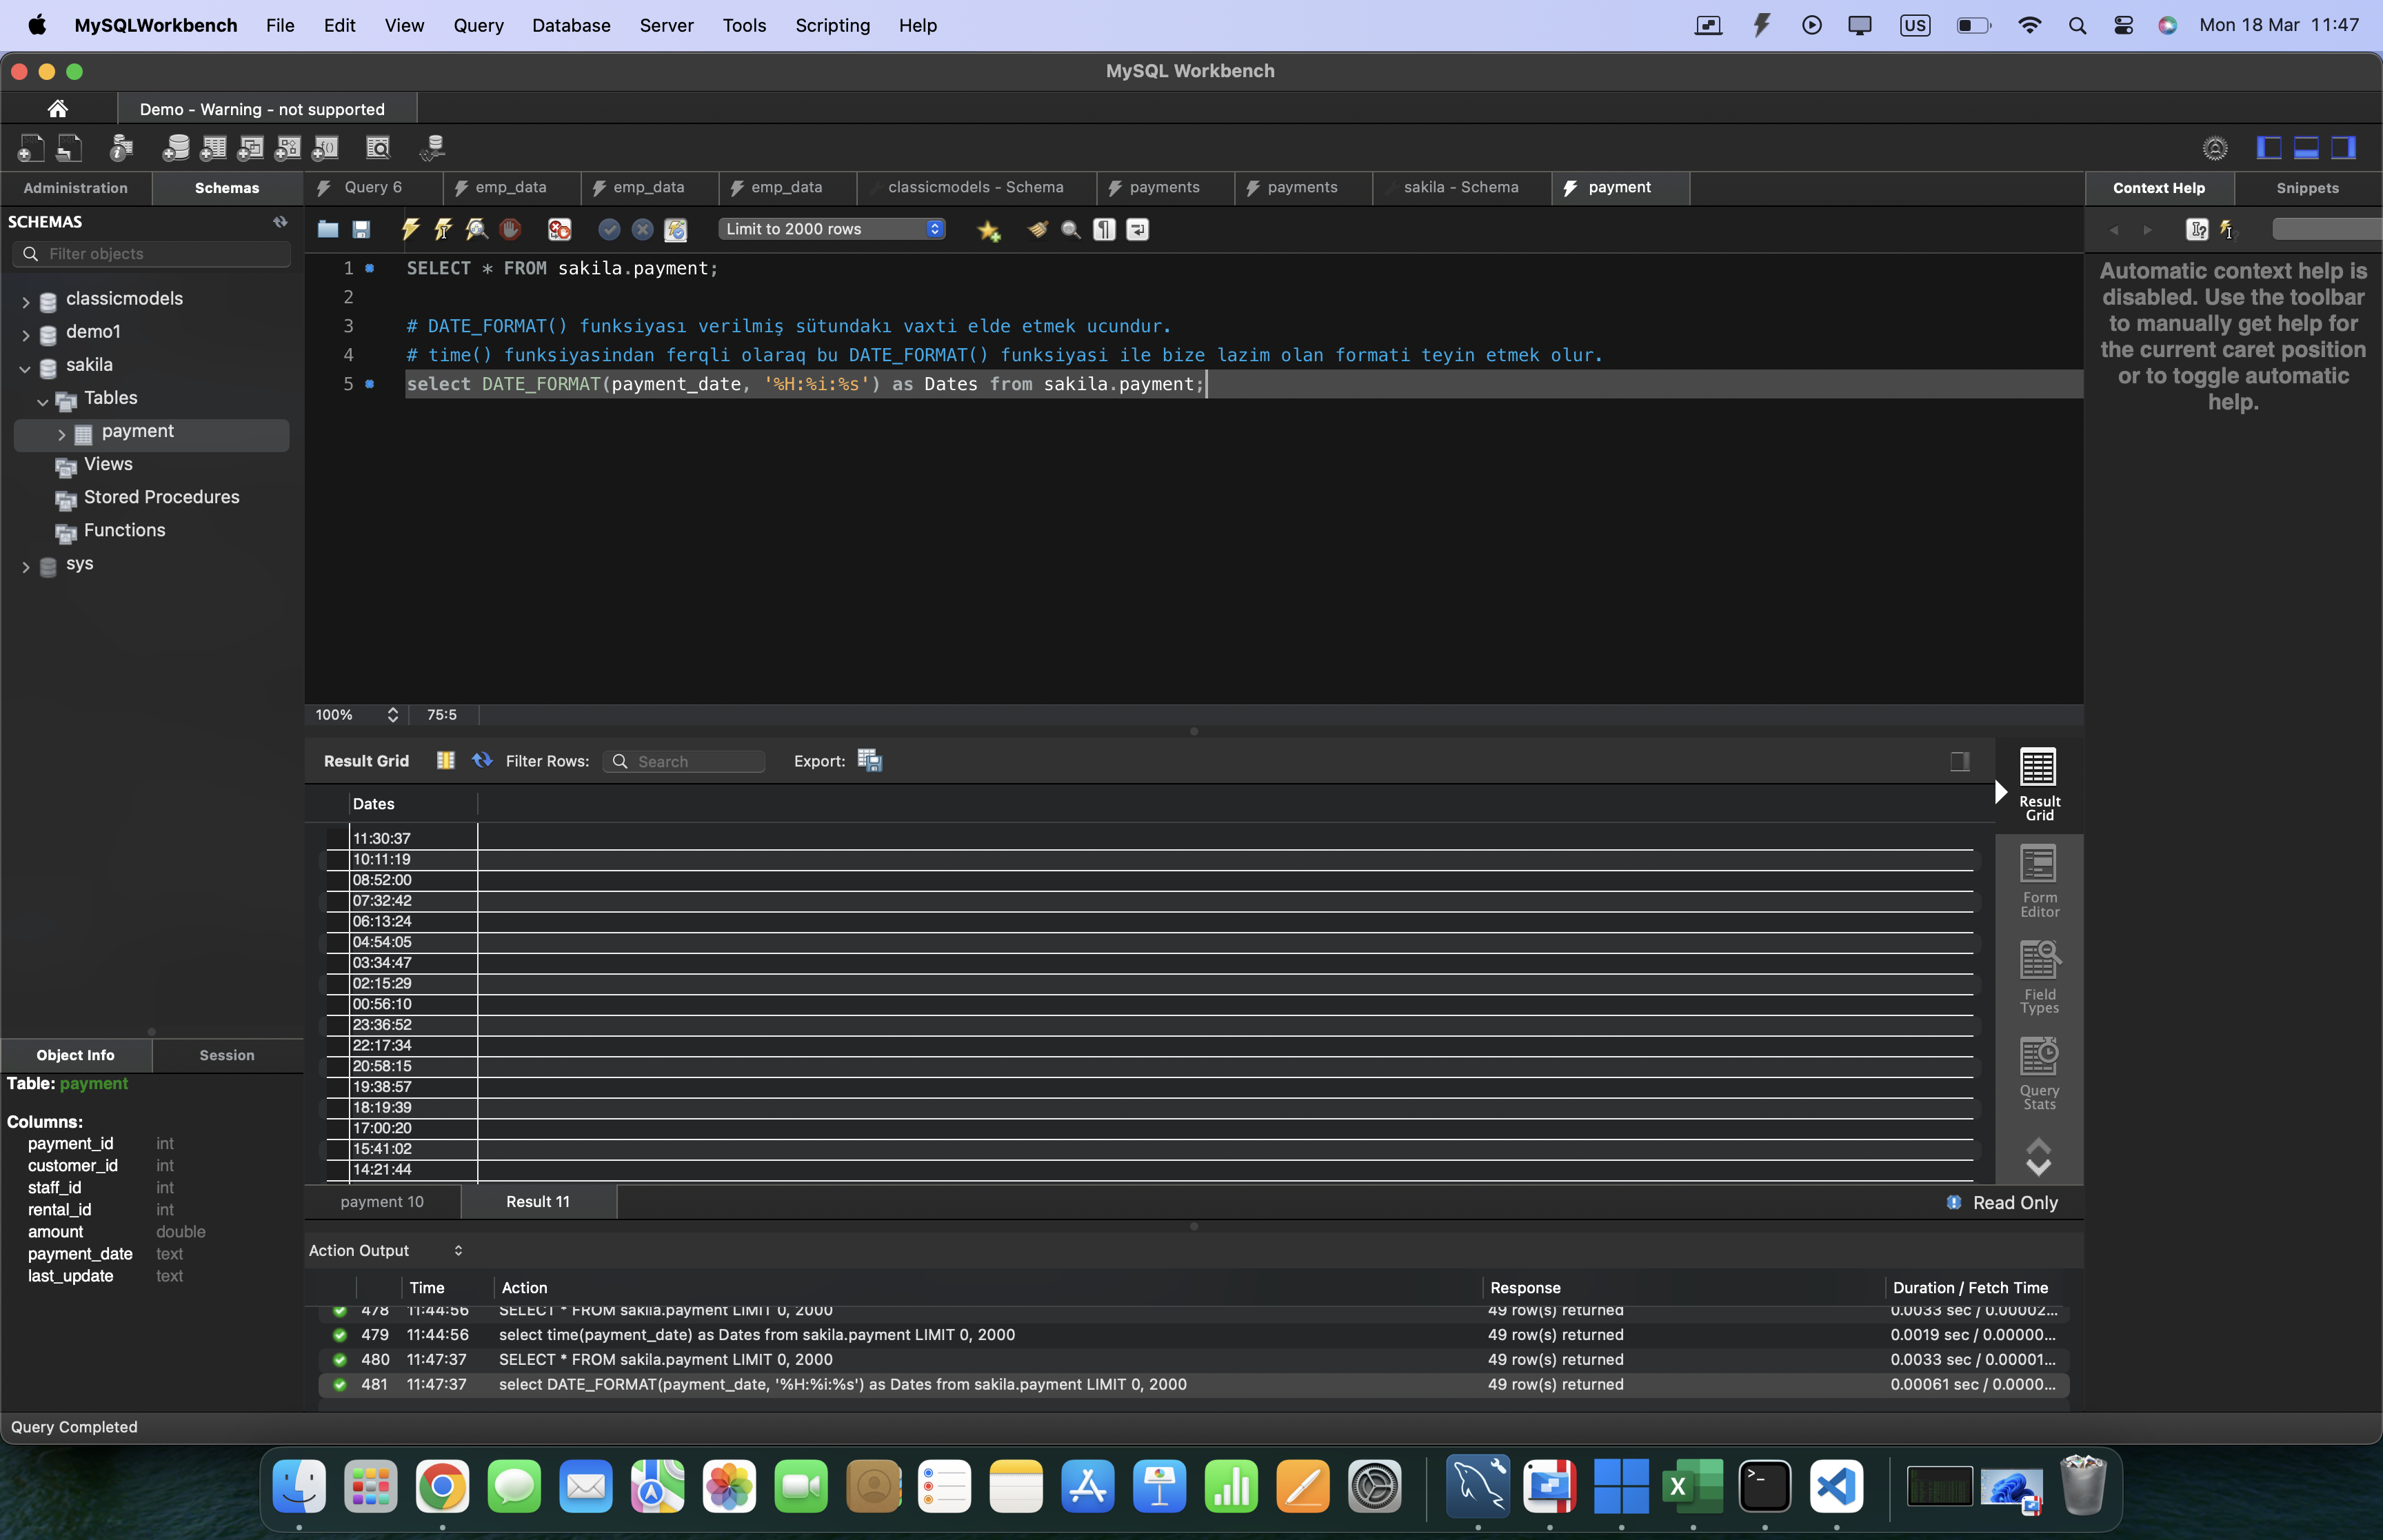 MySQLWorkbench File Edit View Query Database Server Tools Scripting Help US Mon 18 Mar 11:47
MySQL Workbench
Demo - Warning - not supported
Administration Schemas
Query 6 emp_data emp_data emp_data classicmodels - Schema payments payments sakila - Schema payment
Context Help Snippets
SCHEMAS
Filter objects
classicmodels
demo1
sakila
Tables
payment
Views
Stored Procedures
Functions
sys
Limit to 2000 rows
1 SELECT * FROM sakila.payment;
2
3 # DATE_FORMAT() funksiyası verilmiş sütundakı vaxti elde etmek ucundur.
4 # time() funksiyasindan ferqli olaraq bu DATE_FORMAT() funksiyasi ile bize lazim olan formati teyin etmek olur.
5 select DATE_FORMAT(payment_date, '%H:%i:%s') as Dates from sakila.payment;
Automatic context help is
disabled. Use the toolbar
to manually get help for
the current caret position
or to toggle automatic
help.
100% 75:5
Result Grid Filter Rows: Search Export:
Dates
11:30:37
10:11:19
08:52:00
07:32:42
06:13:24
04:54:05
03:34:47
02:15:29
00:56:10
23:36:52
22:17:34
20:58:15
19:38:57
18:19:39
17:00:20
15:41:02
14:21:44
Result
Grid
Form
Editor
Field
Types
Query
Stats
payment 10 Result 11 Read Only
Object Info Session
Table: payment
Columns:
payment_id int
customer_id int
staff_id int
rental_id int
amount double
payment_date text
last_update text
Action Output
Time Action Response Duration / Fetch Time
478 11:44:56 SELECT * FROM sakila.payment LIMIT 0, 2000 49 row(s) returned 0.0033 sec / 0.00002...
479 11:44:56 select time(payment_date) as Dates from sakila.payment LIMIT 0, 2000 49 row(s) returned 0.0019 sec / 0.00000...
480 11:47:37 SELECT * FROM sakila.payment LIMIT 0, 2000 49 row(s) returned 0.0033 sec / 0.00001...
481 11:47:37 select DATE_FORMAT(payment_date, '%H:%i:%s') as Dates from sakila.payment LIMIT 0, 2000 49 row(s) returned 0.00061 sec / 0.0000...
Query Completed